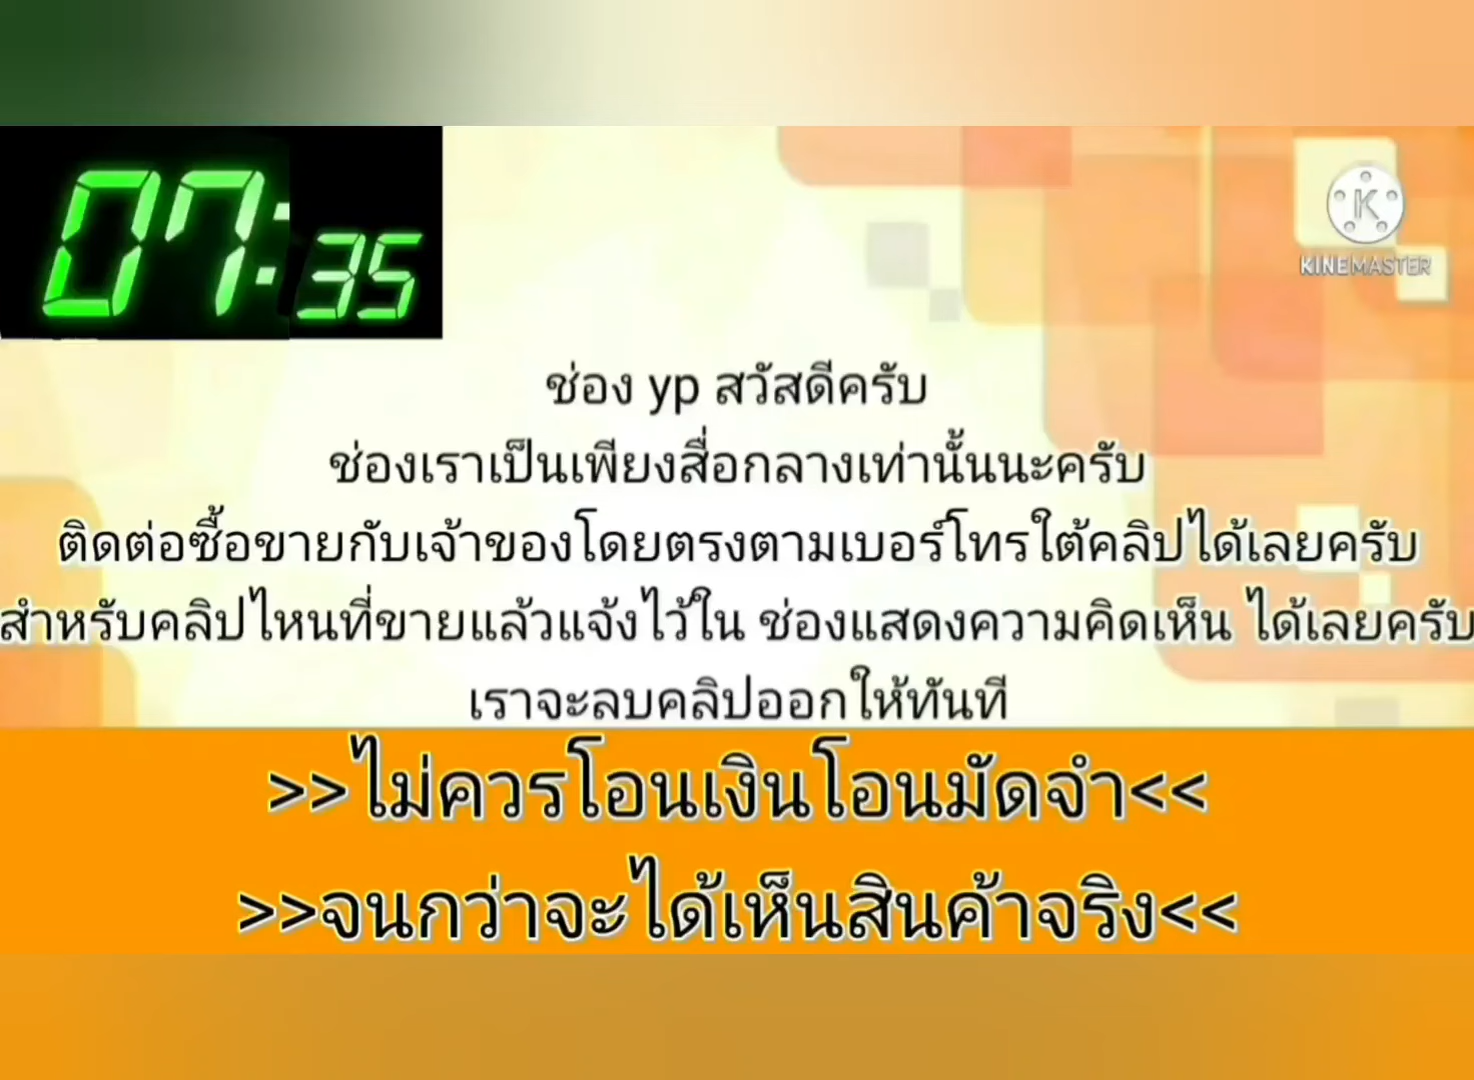 07:35
KINEMASTER
ช่อง yp สวัสดีครับ
ช่องเราเป็นเพียงสื่อกลางเท่านั้นนะครับ
ติดต่อซื้อขายกับเจ้าของโดยตรงตามเบอร์โทรใต้คลิปได้เลยครับ
สำหรับคลิปไหนที่ขายแล้วแจ้งไว้ใน ช่องแสดงความคิดเห็น ได้เลยครับ
เราจะลบคลิปออกให้ทันที
>>ไม่ควรโอนเงินโอนมัดจำ<<
>>จนกว่าจะได้เห็นสินค้าจริง<<